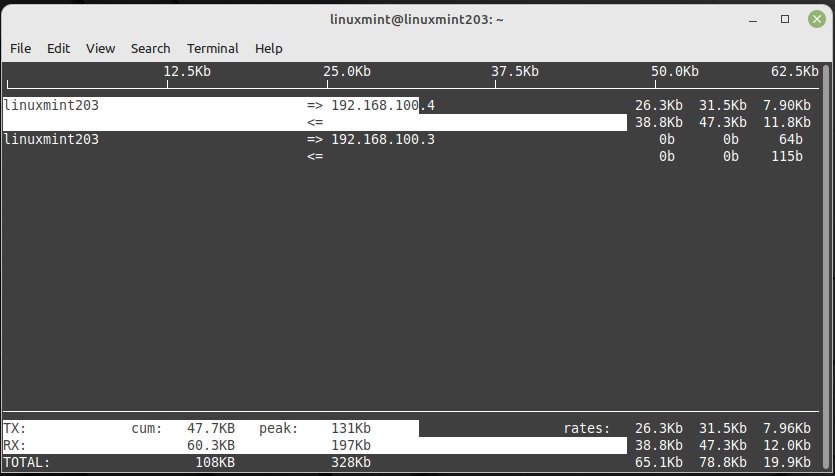 linuxmint@linuxmint203: ~
File Edit View Search Terminal Help
12.5Kb 25.0Kb 37.5Kb 50.0Kb 62.5Kb
linuxmint203 => 192.168.100.4 26.3Kb 31.5Kb 7.90Kb
<= 38.8Kb 47.3Kb 11.8Kb
linuxmint203 => 192.168.100.3 0b 0b 64b
<= 0b 0b 115b
TX: cum: 47.7KB peak: 131Kb rates: 26.3Kb 31.5Kb 7.96Kb
RX: 60.3KB 197Kb 38.8Kb 47.3Kb 12.0Kb
TOTAL: 108KB 328Kb 65.1Kb 78.8Kb 19.9Kb